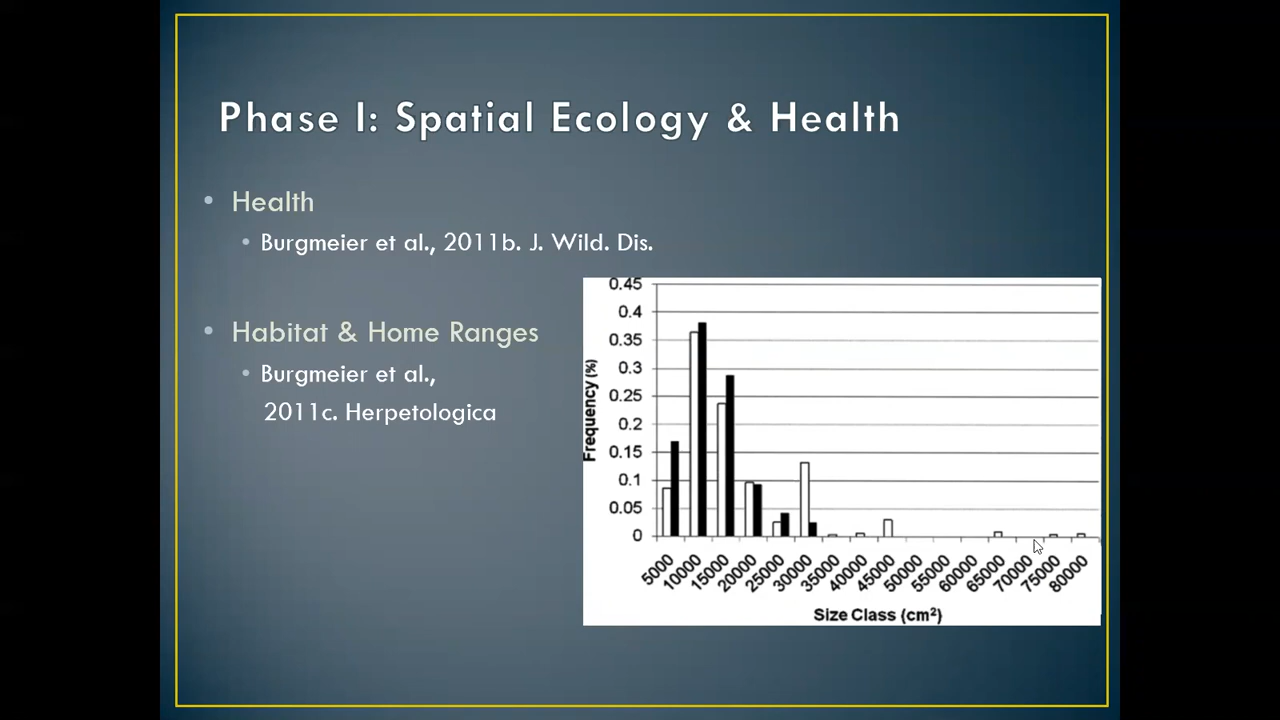 Phase I: Spatial Ecology & Health
• Health
• Burgmeier et al., 2011b. J. Wild. Dis.
• Habitat & Home Ranges
• Burgmeier et al.,
2011c. Herpetologica
Frequency (%)
0.45
0.4
0.35
0.3
0.25
0.2
0.15
0.1
0.05
0
5000 10000 15000 20000 25000 30000 35000 40000 45000 50000 55000 60000 65000 70000 75000 80000
Size Class (cm²)